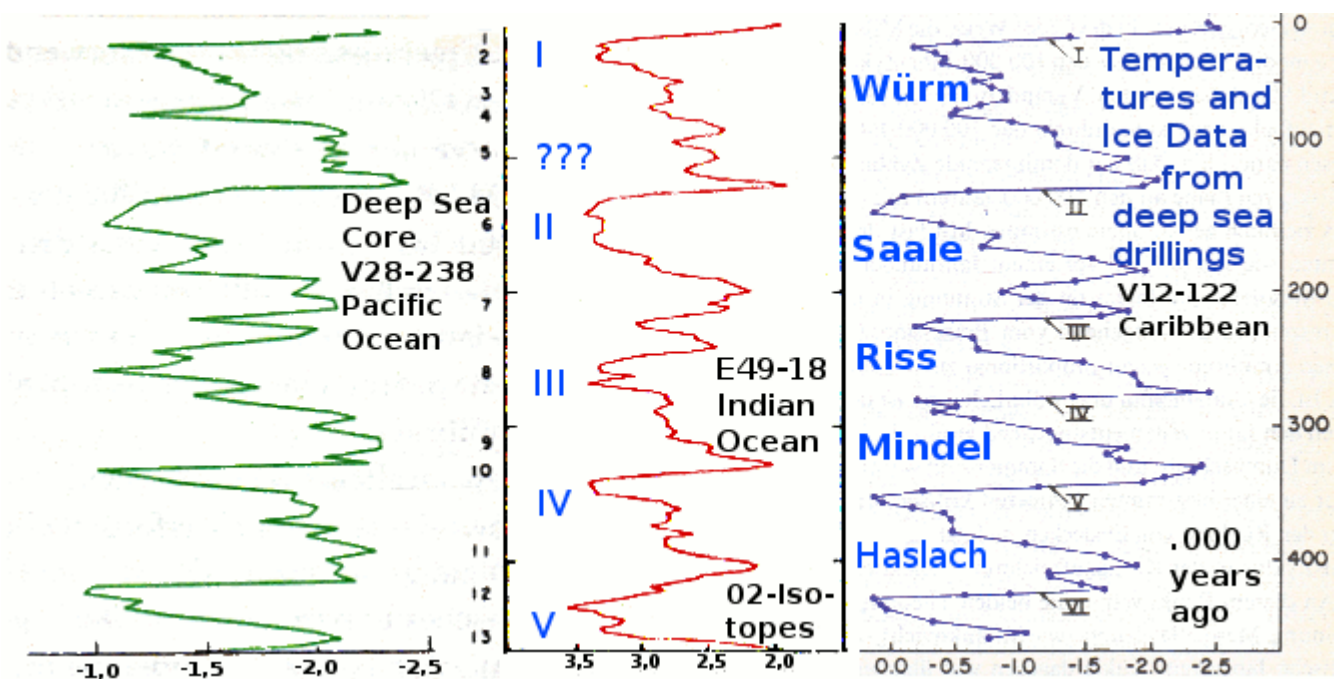 Deep Sea
Core
V28-238
Pacific
Ocean
-1,0
-1,5
-2,0
-2,5
1
2
3
4
5
6
7
8
9
10
11
12
13
I
???
II
III
IV
V
E49-18
Indian
Ocean
02-Iso-
topes
3,5
3,0
2,5
2,0
Würm
Saale
Riss
Mindel
Haslach
I
II
III
IV
V
VI
Tempera-
tures and
Ice Data
from
deep sea
drillings
V12-122
Caribbean
.000
years
ago
0
100
200
300
400
0.0
-0.5
-1.0
-1.5
-2.0
-2.5